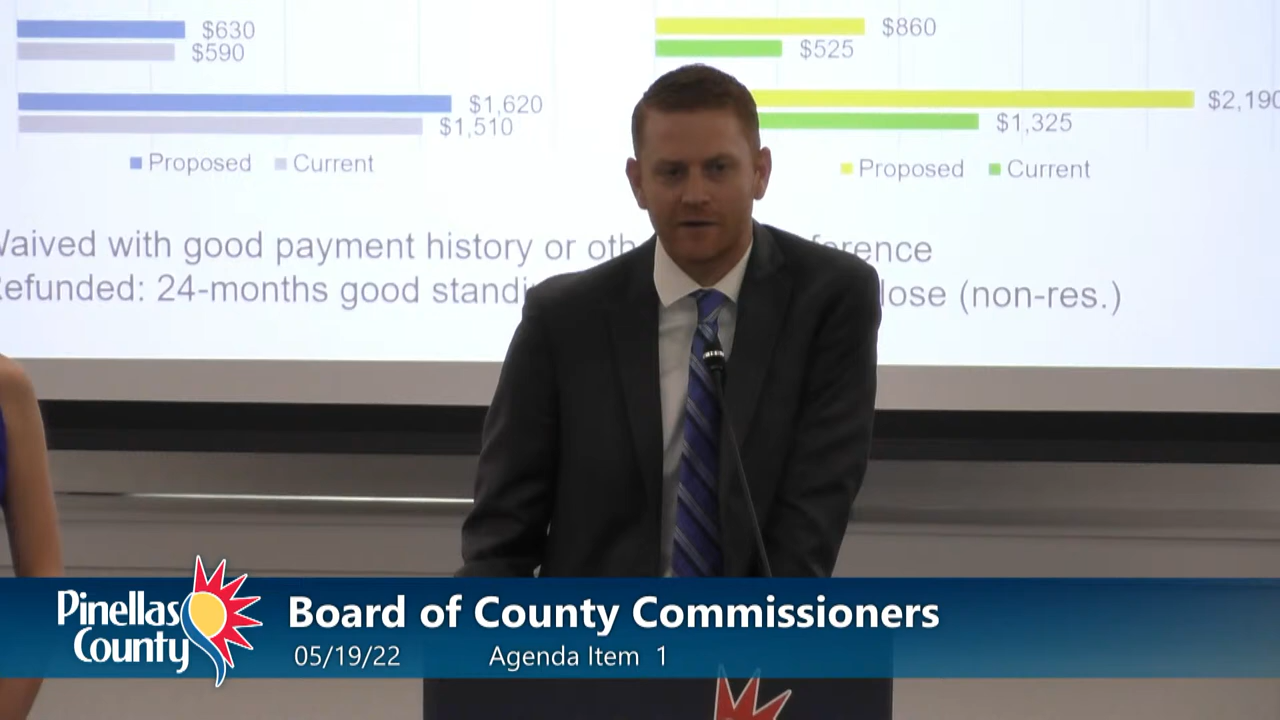 $630
$590
$1,620
$1,510
Proposed Current
$860
$525
$2,190
$1,325
Proposed Current
Waived with good payment history or oth erence
Refunded: 24-months good standi lose (non-res.)
Pinellas
County
Board of County Commissioners
05/19/22 Agenda Item 1